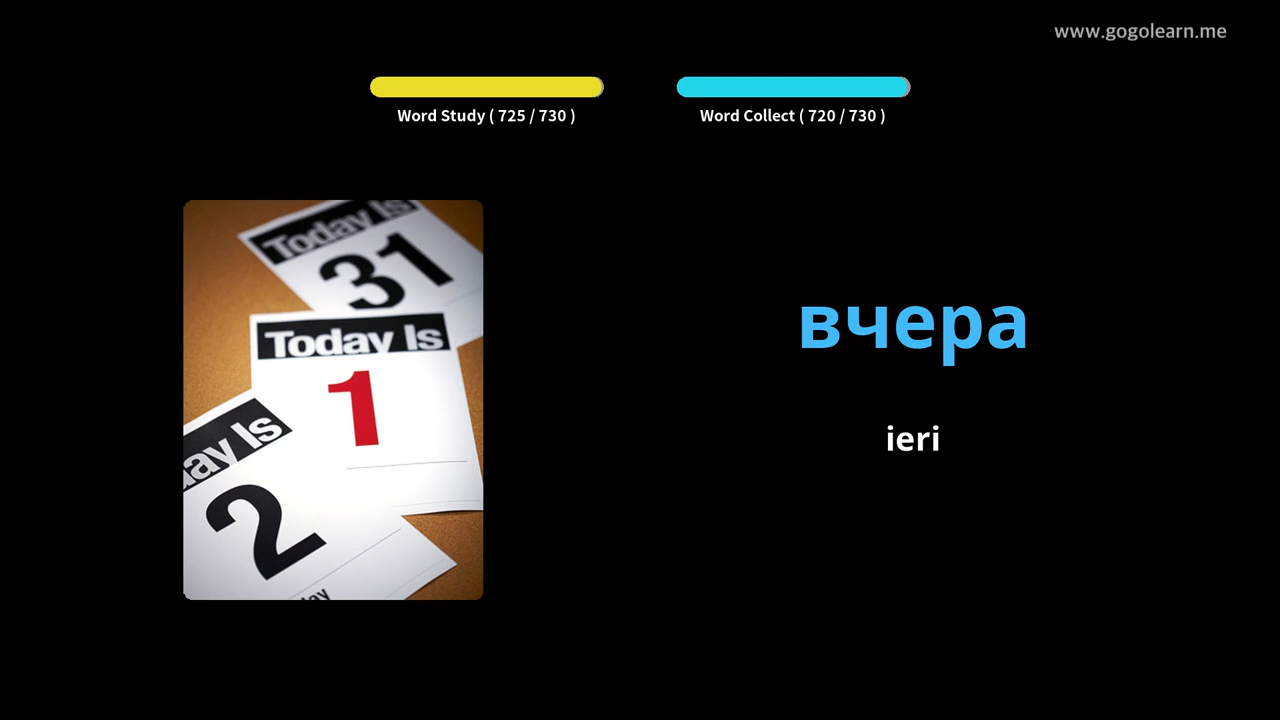 www.gogolearn.me
Word Study ( 725 / 730 )
Word Collect ( 720 / 730 )
Today Is
31
Today Is
1
ay Is
2
вчера
ieri